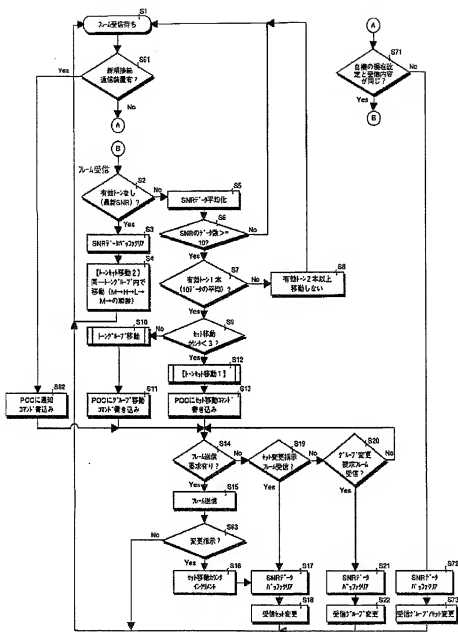 S1
フレーム受信待ち
S61
新規接続
通信装置有?
Yes
No
A
A
S71
自機の現在設
定と受信内容
が同じ?
No
Yes
B
B
フレーム受信
S2
有効トーンなし
(最新SNR)?
No
Yes
S5
SNRデータ平均化
S3
SNRデータバッファクリア
S6
SNRのデータ数>=
10?
No
Yes
S4
【トーンセット移動2】
同一トーングループ内で
移動(M→H→L→
M→の順番)
S7
有効トーン1本
(10データの平均)?
No
Yes
S8
有効トーン2本以上
移動しない
S9
セット移動
カウント<3?
No
Yes
S10
トーングループ移動
S12
【トーンセット移動1】
S62
PCCに通知
コマンド書込み
S11
PCCにグループ移動
コマンド書き込み
S13
PCCにセット移動コマンド
書き込み
S14
フレーム送信
要求有り?
No
Yes
S19
セット変更指示
フレーム受信?
No
Yes
S20
グループ変更
要求フレーム
受信?
No
Yes
S15
フレーム送信
S63
変更指示?
No
Yes
S16
セット移動カウンタ
インクリメント
S17
SNRデータ
バッファクリア
S18
受信セット変更
S21
SNRデータ
バッファクリア
S22
受信グループ変更
S72
SNRデータ
バッファクリア
S73
受信グループ/セット変更